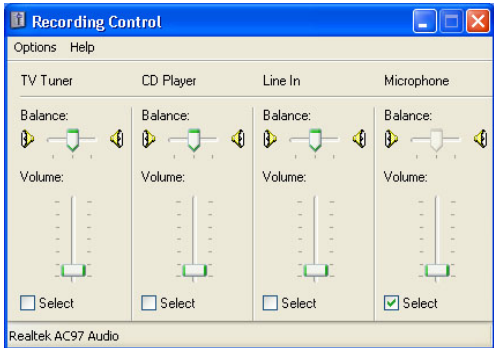 Recording Control
Options Help
TV Tuner CD Player Line In Microphone
Balance: Balance: Balance: Balance:
Volume: Volume: Volume: Volume:
Select Select Select Select
Realtek AC97 Audio